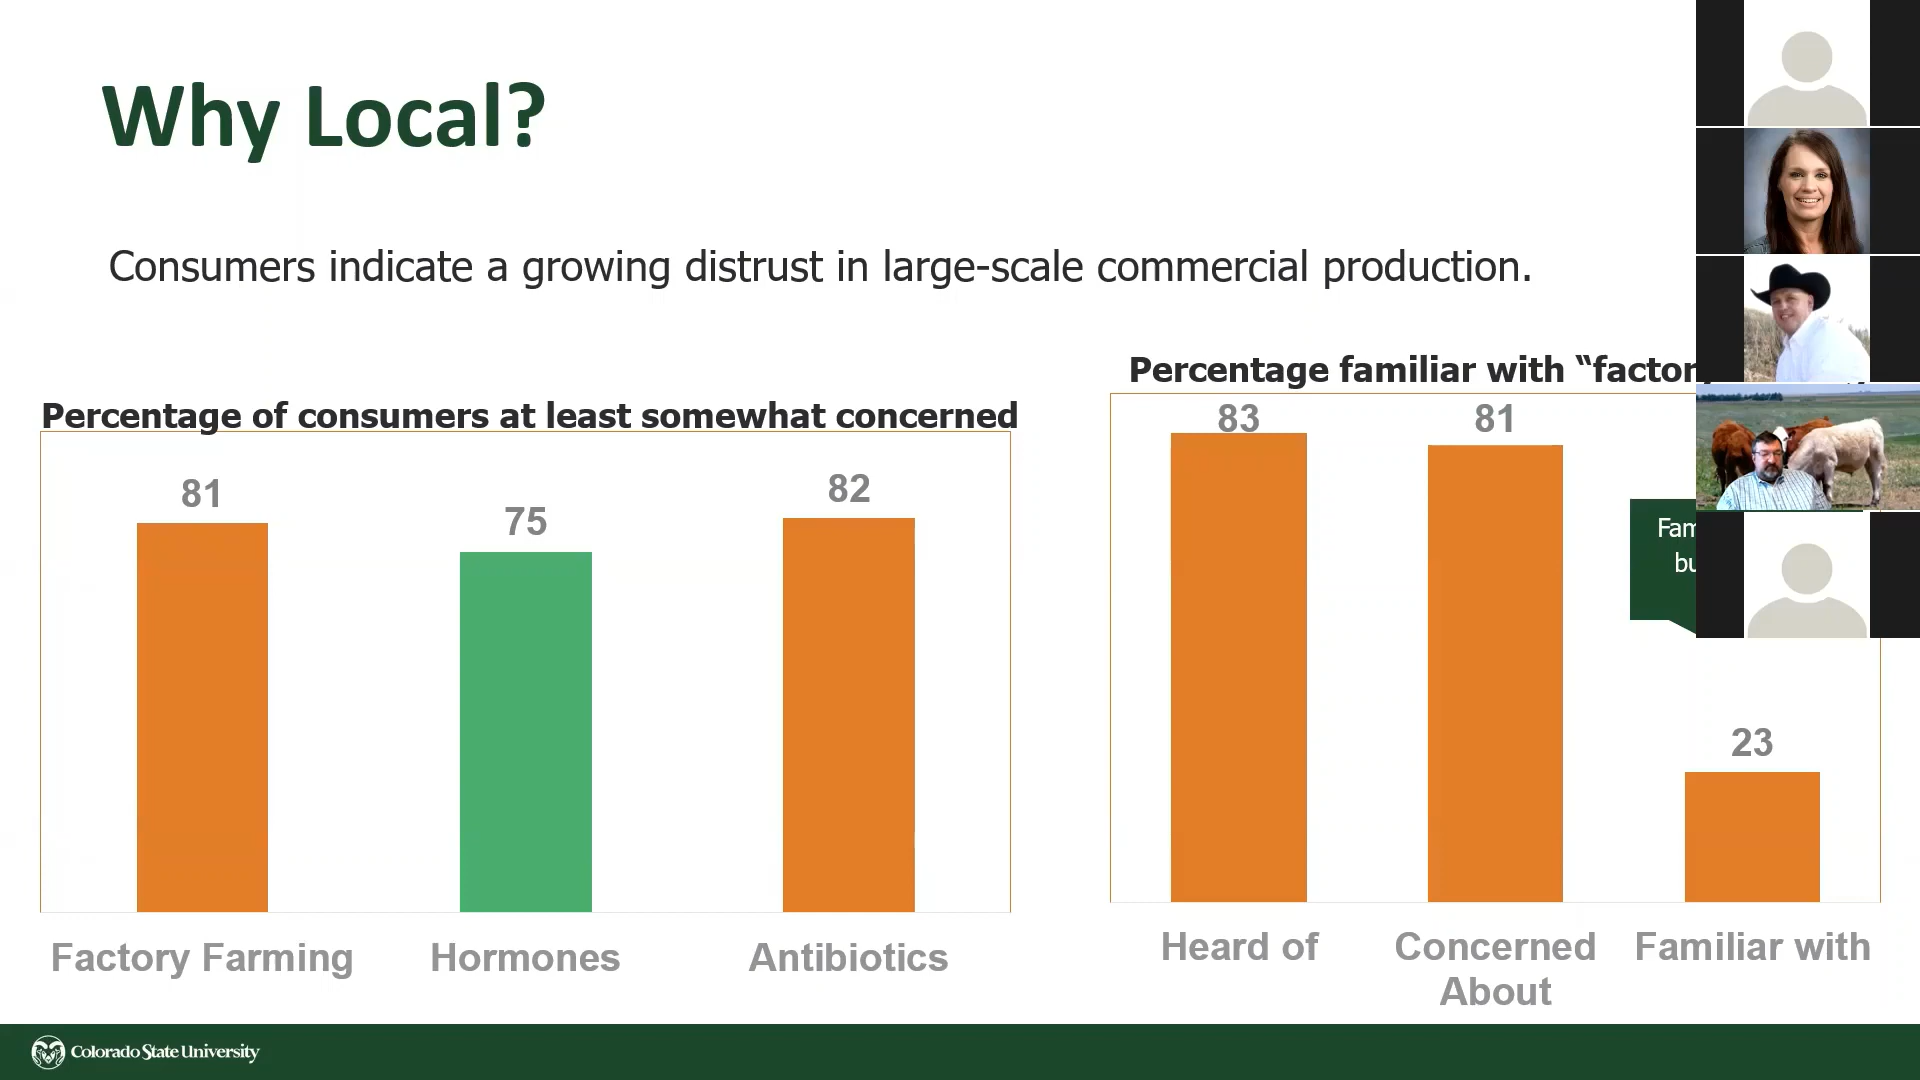 Why Local?
Consumers indicate a growing distrust in large-scale commercial production.
Percentage of consumers at least somewhat concerned
81
75
82
Factory Farming
Hormones
Antibiotics
Percentage familiar with “factor
83
81
23
Heard of
Concerned
About
Familiar with
Colorado State University